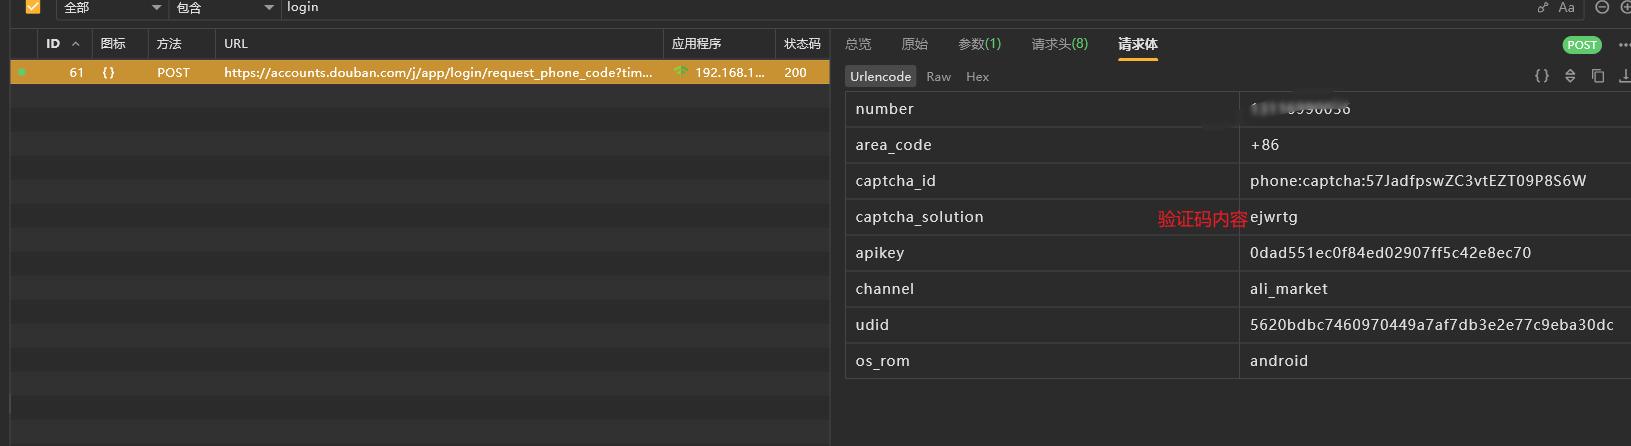 全部 包含 login Aa
ID 图标 方法 URL 应用程序 状态码
61 {} POST https://accounts.douban.com/j/app/login/request_phone_code?tim... 192.168.1... 200
总览 原始 参数(1) 请求头(8) 请求体 POST ...
Urlencode Raw Hex {}
number
area_code +86
captcha_id phone:captcha:57JadfpswZC3vtEZT09P8S6W
captcha_solution 验证码内容 ejwrtg
apikey 0dad551ec0f84ed02907ff5c42e8ec70
channel ali_market
udid 5620bdbc7460970449a7af7db3e2e77c9eba30dc
os_rom android